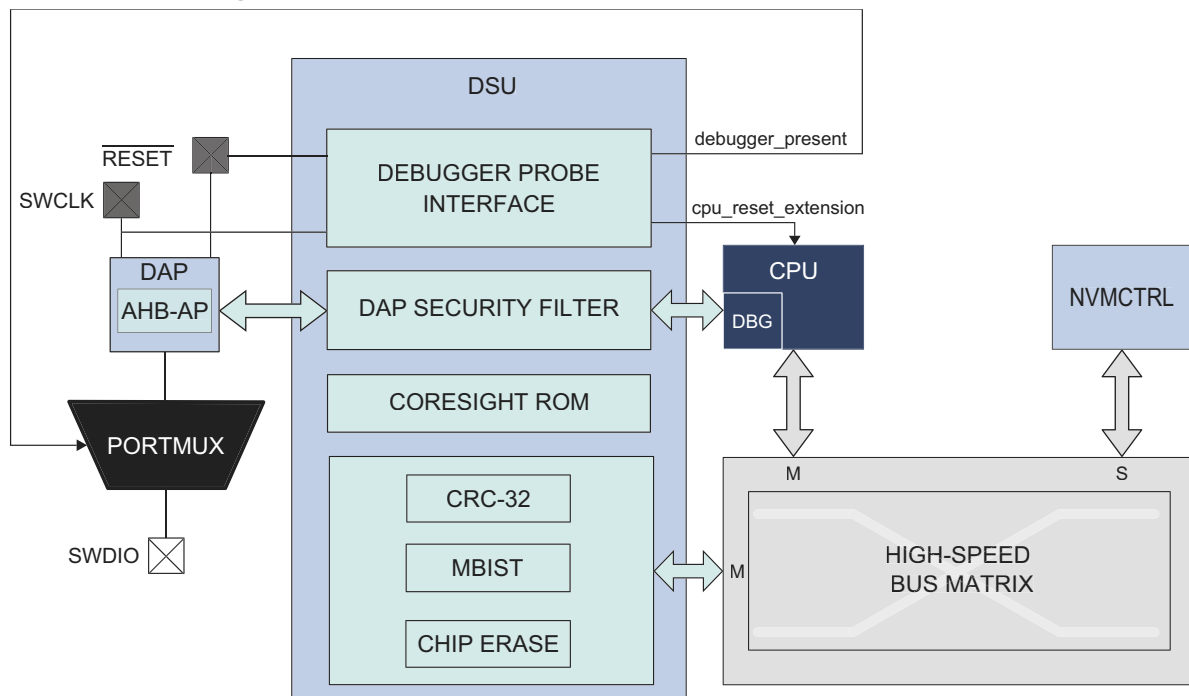 DSU
debugger_present
RESET
DEBUGGER PROBE
INTERFACE
SWCLK
cpu_reset_extension
DAP
CPU
AHB-AP
DAP SECURITY FILTER
DBG
NVMCTRL
CORESIGHT ROM
PORTMUX
M
S
CRC-32
SWDIO
MBIST
M
HIGH-SPEED
BUS MATRIX
CHIP ERASE